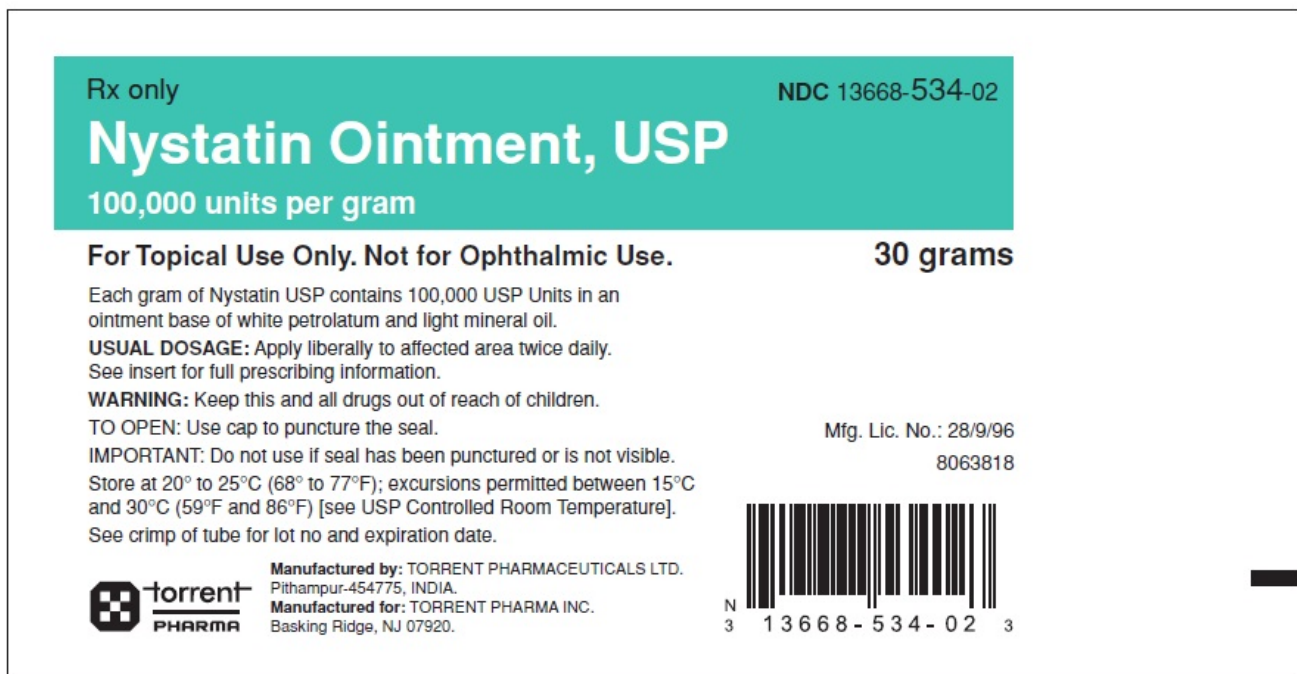 Rx only
NDC 13668-534-02
Nystatin Ointment, USP
100,000 units per gram
For Topical Use Only. Not for Ophthalmic Use.
30 grams
Each gram of Nystatin USP contains 100,000 USP Units in an
ointment base of white petrolatum and light mineral oil.
USUAL DOSAGE: Apply liberally to affected area twice daily.
See insert for full prescribing information.
WARNING: Keep this and all drugs out of reach of children.
TO OPEN: Use cap to puncture the seal.
IMPORTANT: Do not use if seal has been punctured or is not visible.
Store at 20° to 25°C (68° to 77°F); excursions permitted between 15°C
and 30°C (59°F and 86°F) [see USP Controlled Room Temperature].
See crimp of tube for lot no and expiration date.
Mfg. Lic. No.: 28/9/96
8063818
torrent
PHARMA
Manufactured by: TORRENT PHARMACEUTICALS LTD.
Pithampur-454775, INDIA.
Manufactured for: TORRENT PHARMA INC.
Basking Ridge, NJ 07920.
N
3 13668-534-02 3